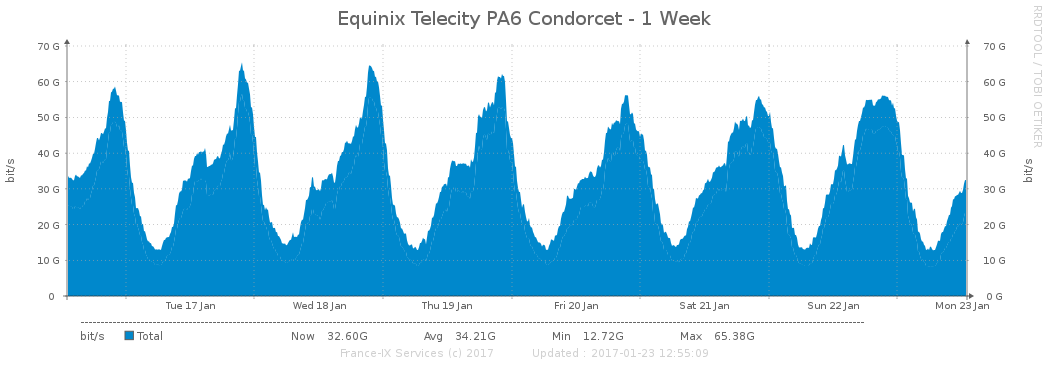 Equinix Telecity PA6 Condorcet - 1 Week
RRDTOOL / TOBI OETIKER
bit/s
70 G
60 G
50 G
40 G
30 G
20 G
10 G
0
70 G
60 G
50 G
40 G
30 G
20 G
10 G
0 G
bit/s
Tue 17 Jan Wed 18 Jan Thu 19 Jan Fri 20 Jan Sat 21 Jan Sun 22 Jan Mon 23 Jan
bit/s Total Now 32.60G Avg 34.21G Min 12.72G Max 65.38G
France-IX Services (c) 2017 Updated : 2017-01-23 12:55:09